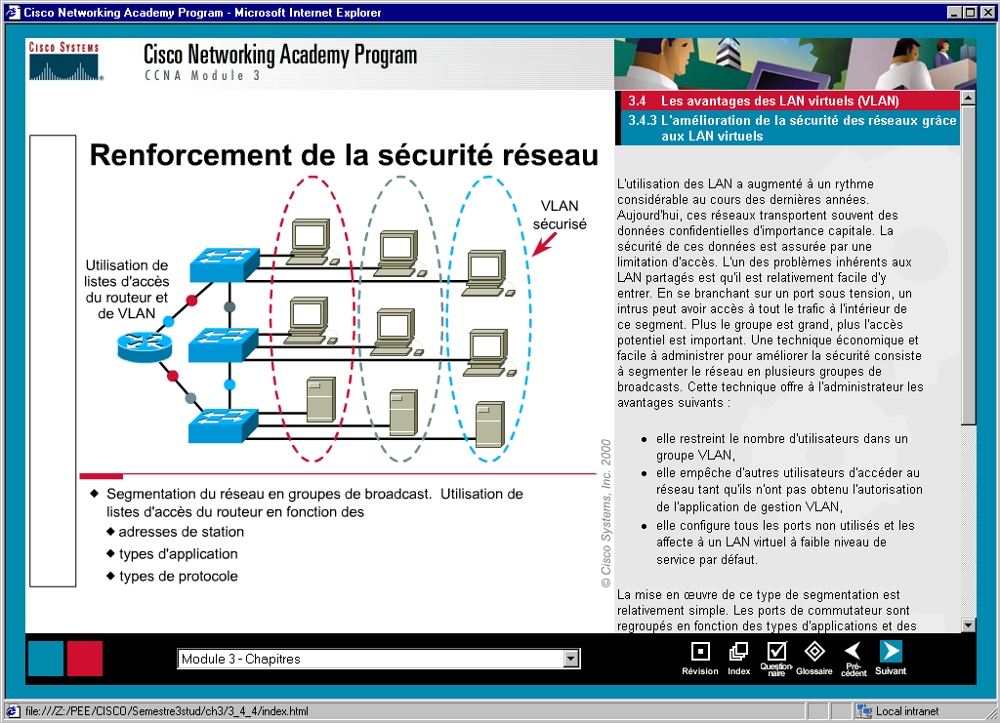 Cisco Networking Academy Program - Microsoft Internet Explorer
CISCO SYSTEMS
Cisco Networking Academy Program
CCNA Module 3
3.4 Les avantages des LAN virtuels (VLAN)
3.4.3 L'amélioration de la sécurité des réseaux grâce
aux LAN virtuels
Renforcement de la sécurité réseau
VLAN
sécurisé
Utilisation de
listes d'accès
du routeur et
de VLAN
Segmentation du réseau en groupes de broadcast. Utilisation de
listes d'accès du routeur en fonction des
adresses de station
types d'application
types de protocole
© Cisco Systems, Inc. 2000
L'utilisation des LAN a augmenté à un rythme
considérable au cours des dernières années.
Aujourd'hui, ces réseaux transportent souvent des
données confidentielles d'importance capitale. La
sécurité de ces données est assurée par une
limitation d'accès. L'un des problèmes inhérents aux
LAN partagés est qu'il est relativement facile d'y
entrer. En se branchant sur un port sous tension, un
intrus peut avoir accès à tout le trafic à l'intérieur de
ce segment. Plus le groupe est grand, plus l'accès
potentiel est important. Une technique économique et
facile à administrer pour améliorer la sécurité consiste
à segmenter le réseau en plusieurs groupes de
broadcasts. Cette technique offre à l'administrateur les
avantages suivants :
elle restreint le nombre d'utilisateurs dans un
groupe VLAN,
elle empêche d'autres utilisateurs d'accéder au
réseau tant qu'ils n'ont pas obtenu l'autorisation
de l'application de gestion VLAN,
elle configure tous les ports non utilisés et les
affecte à un LAN virtuel à faible niveau de
service par défaut.
La mise en œuvre de ce type de segmentation est
relativement simple. Les ports de commutateur sont
regroupés en fonction des types d'applications et des
Module 3 - Chapitres
Révision
Index
Question-
naire
Glossaire
Pré-
cédent
Suivant
file:///Z:/PEE/CISCO/Semestre3stud/ch3/3_4_4/index.html
Local intranet